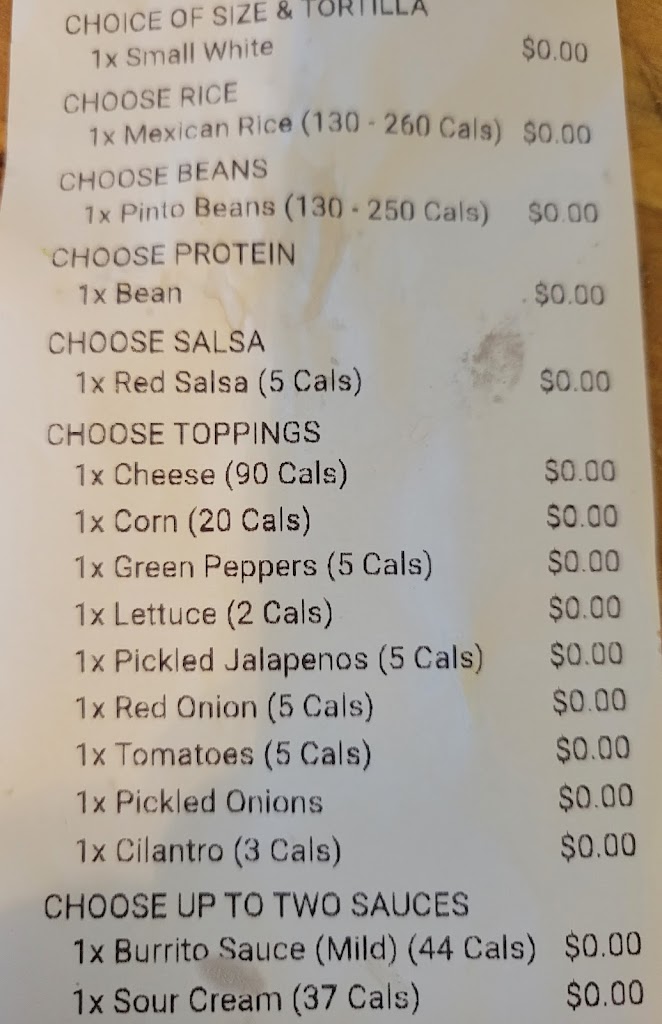 CHOICE OF SIZE & TORTILLA
1x Small White $0.00
CHOOSE RICE
1x Mexican Rice (130 - 260 Cals) $0.00
CHOOSE BEANS
1x Pinto Beans (130 - 250 Cals) $0.00
CHOOSE PROTEIN
1x Bean $0.00
CHOOSE SALSA
1x Red Salsa (5 Cals) $0.00
CHOOSE TOPPINGS
1x Cheese (90 Cals) $0.00
1x Corn (20 Cals) $0.00
1x Green Peppers (5 Cals) $0.00
1x Lettuce (2 Cals) $0.00
1x Pickled Jalapenos (5 Cals) $0.00
1x Red Onion (5 Cals) $0.00
1x Tomatoes (5 Cals) $0.00
1x Pickled Onions $0.00
1x Cilantro (3 Cals) $0.00
CHOOSE UP TO TWO SAUCES
1x Burrito Sauce (Mild) (44 Cals) $0.00
1x Sour Cream (37 Cals) $0.00